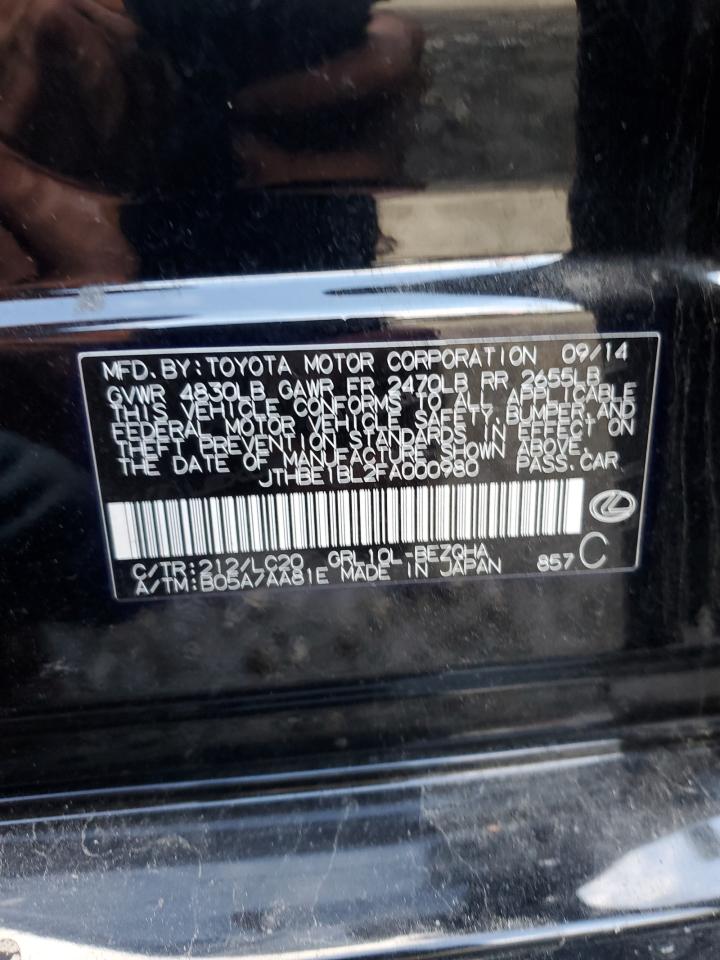 MFD.BY:TOYOTA MOTOR CORPORATION 09/14
GVWR 4830LB GAWR FR 2470LB RR 2655LB
THIS VEHICLE CONFORMS TO ALL APPLICABLE
FEDERAL MOTOR VEHICLE SAFETY,BUMPER,AND
THEFT PREVENTION STANDARDS IN EFFECT ON
THE DATE OF MANUFACTURE SHOWN ABOVE.
JTHBE1BL2FA000980 PASS.CAR
C/TR:212/LC20 GRL10L-BEZQHA
A/TM:B05A/AA81E MADE IN JAPAN 857 C